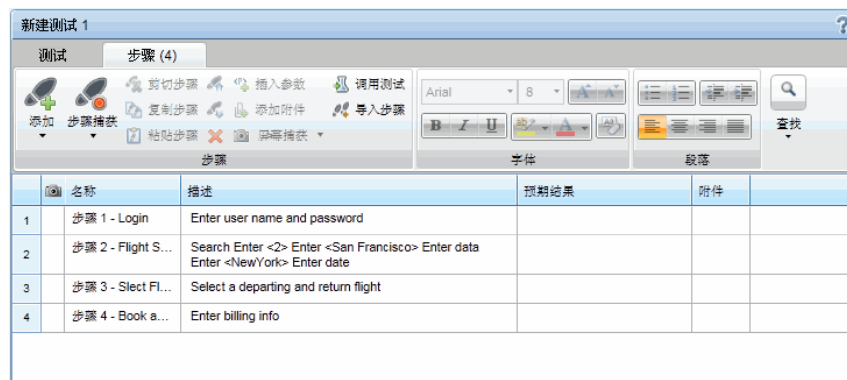 新建测试 1
?
测试
步骤 (4)
添加
步骤捕获
剪切步骤
插入参数
调用测试
复制步骤
添加附件
导入步骤
粘贴步骤
屏幕捕获
步骤
Arial
8
A A
B I U
ab A
字体
段落
查找
名称 描述 预期结果 附件
1 步骤 1 - Login Enter user name and password
2 步骤 2 - Flight S... Search Enter <2> Enter <San Francisco> Enter data
Enter <NewYork> Enter date
3 步骤 3 - Slect Fl... Select a departing and return flight
4 步骤 4 - Book a... Enter billing info